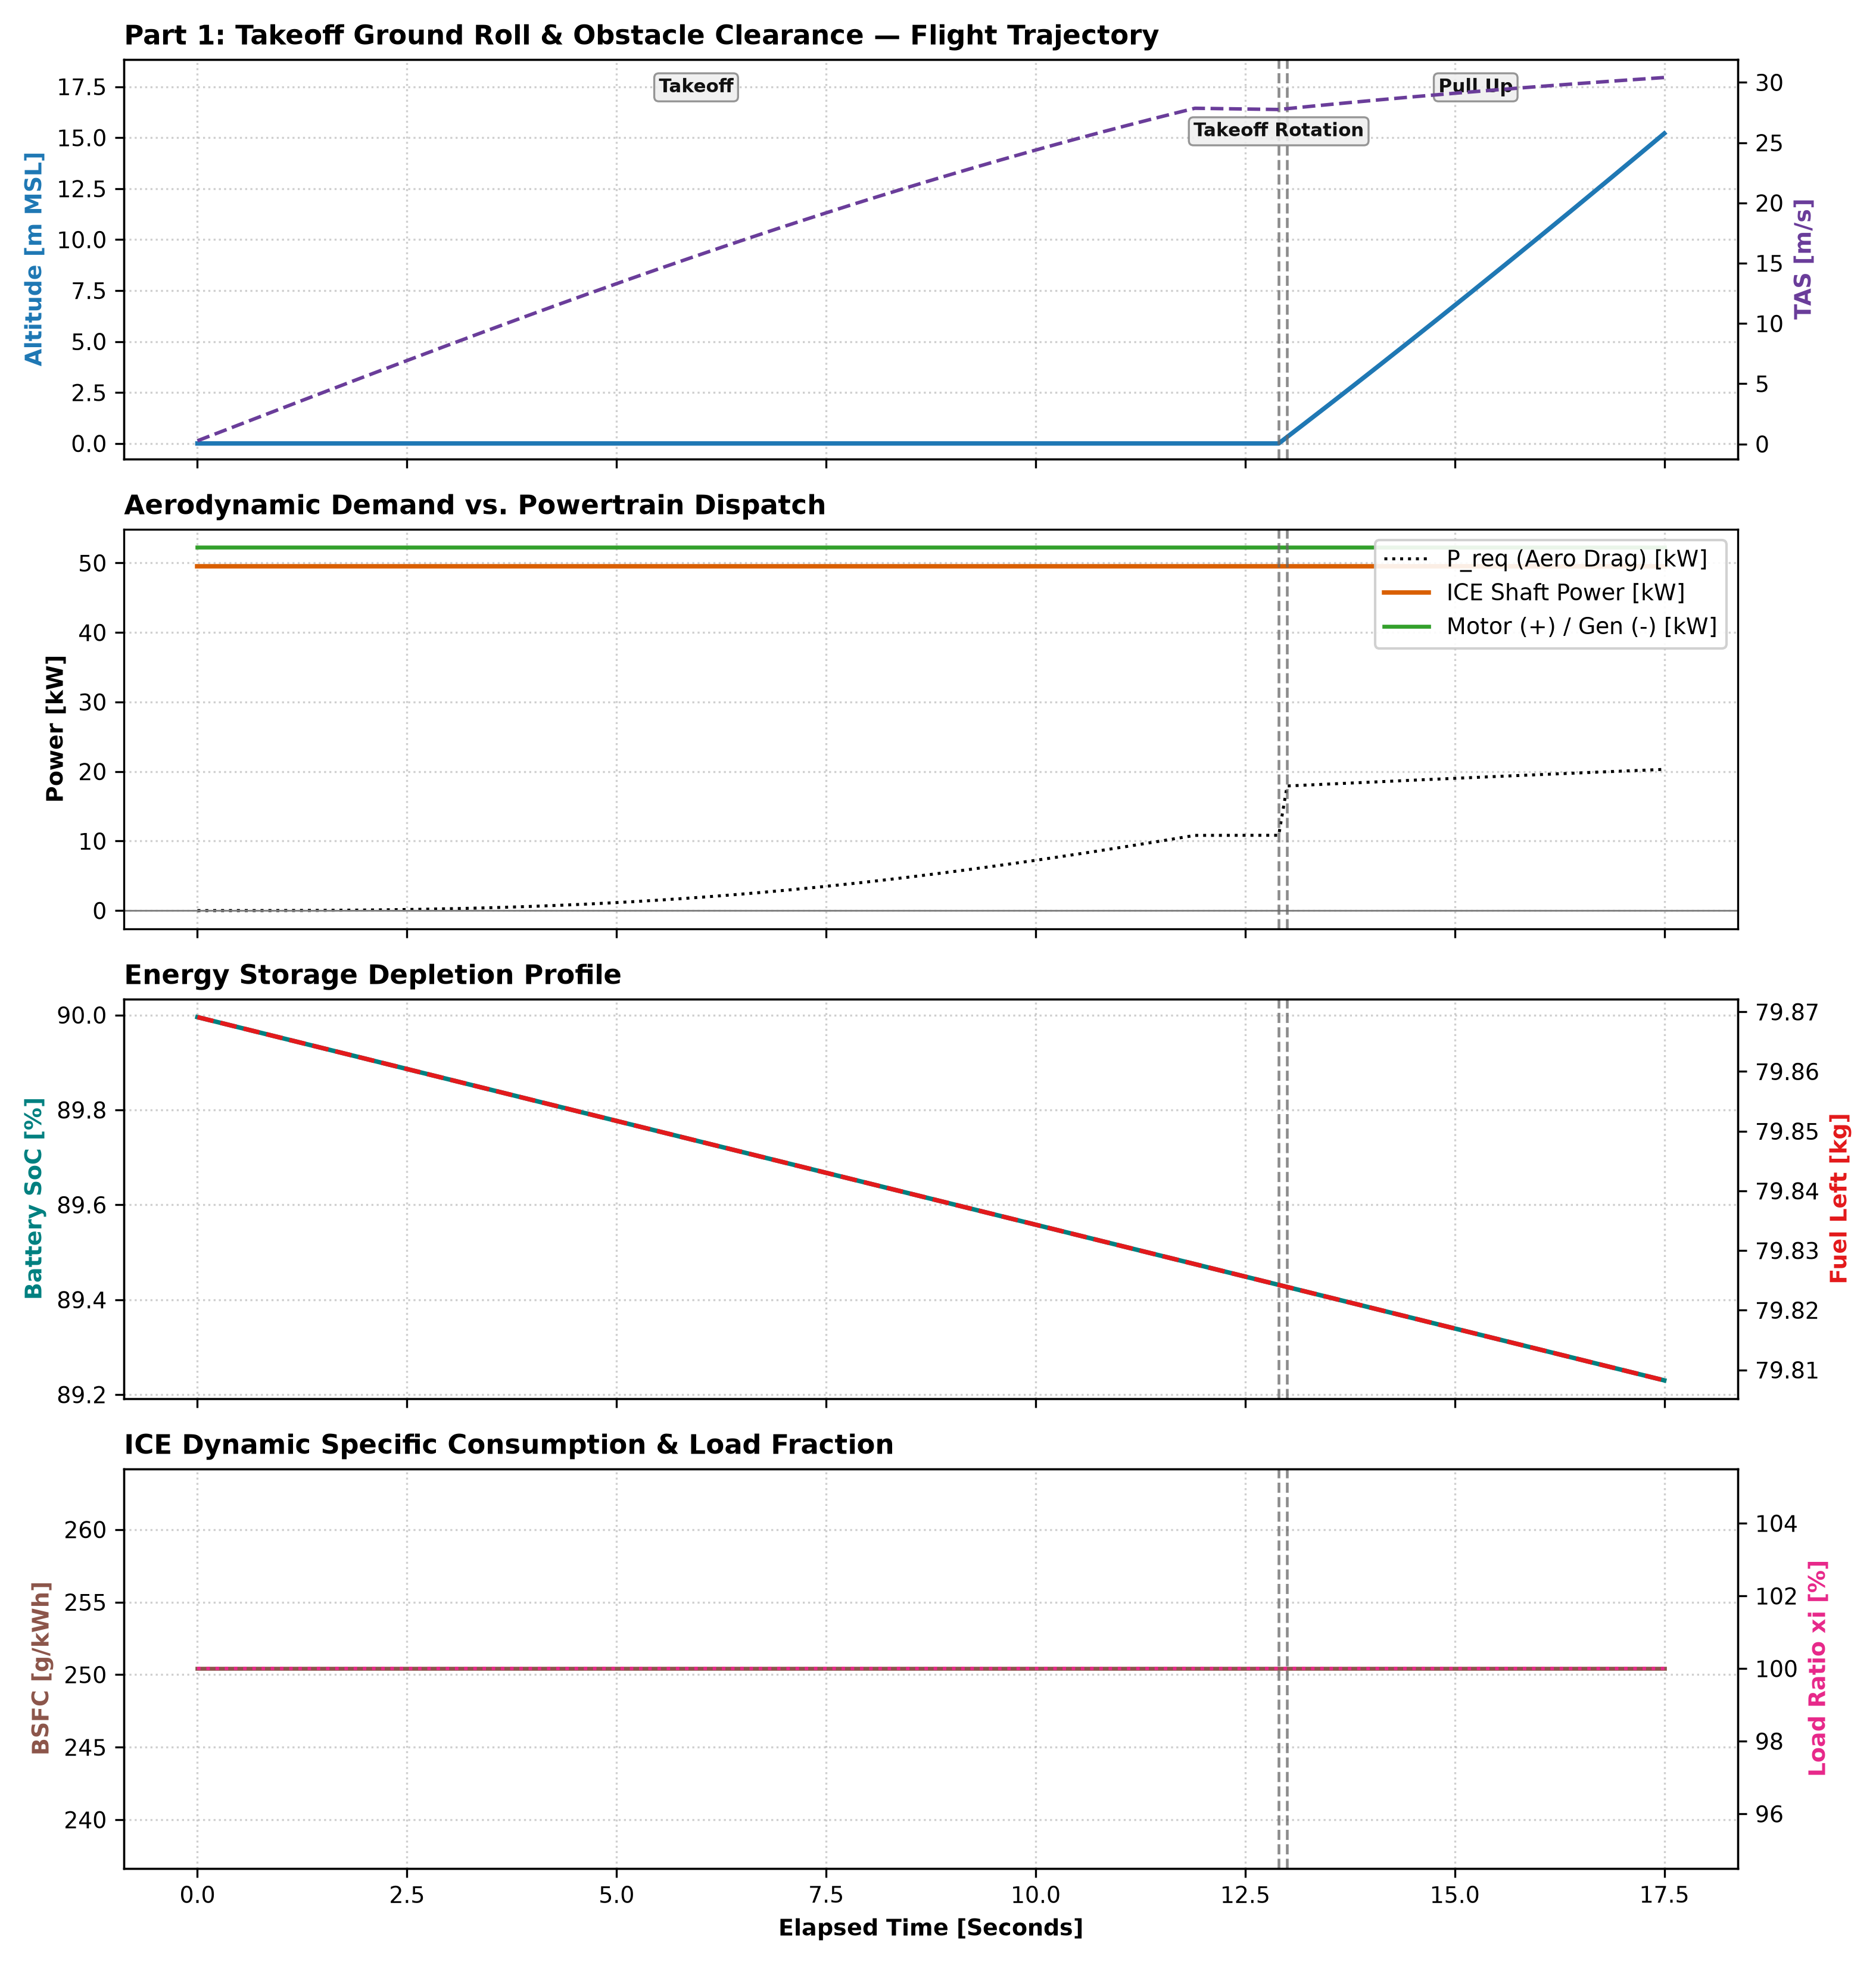 Part 1: Takeoff Ground Roll & Obstacle Clearance — Flight Trajectory
Takeoff
Pull Up
Takeoff Rotation
17.5
15.0
12.5
10.0
7.5
5.0
2.5
0.0
Altitude [m MSL]
30
25
20
15
10
5
0
TAS [m/s]
Aerodynamic Demand vs. Powertrain Dispatch
50
40
30
20
10
0
Power [kW]
P_req (Aero Drag) [kW]
ICE Shaft Power [kW]
Motor (+) / Gen (-) [kW]
Energy Storage Depletion Profile
90.0
89.8
89.6
89.4
89.2
Battery SoC [%]
79.87
79.86
79.85
79.84
79.83
79.82
79.81
Fuel Left [kg]
ICE Dynamic Specific Consumption & Load Fraction
260
255
250
245
240
BSFC [g/kWh]
104
102
100
98
96
Load Ratio xi [%]
0.0 2.5 5.0 7.5 10.0 12.5 15.0 17.5
Elapsed Time [Seconds]